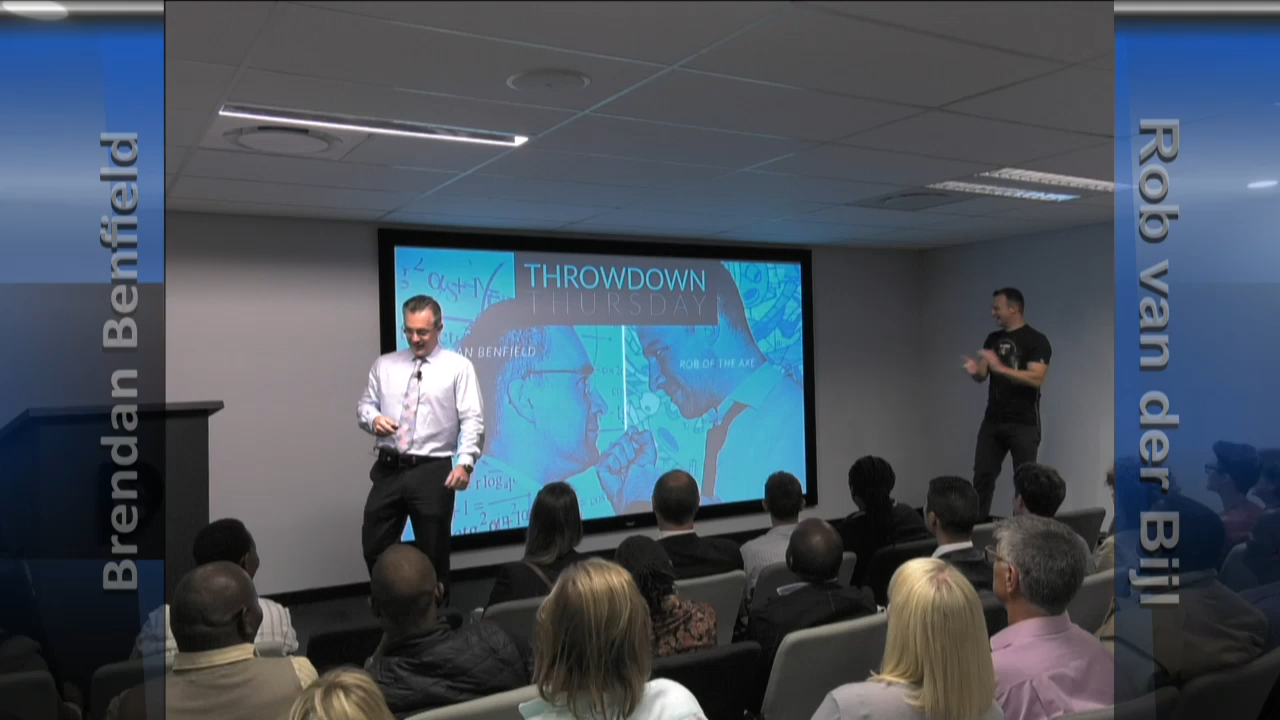 Brendan Benfield
THROWDOWN
THURSDAY
AN BENFIELD
ROB OF THE AXE
Rob van der Bijl